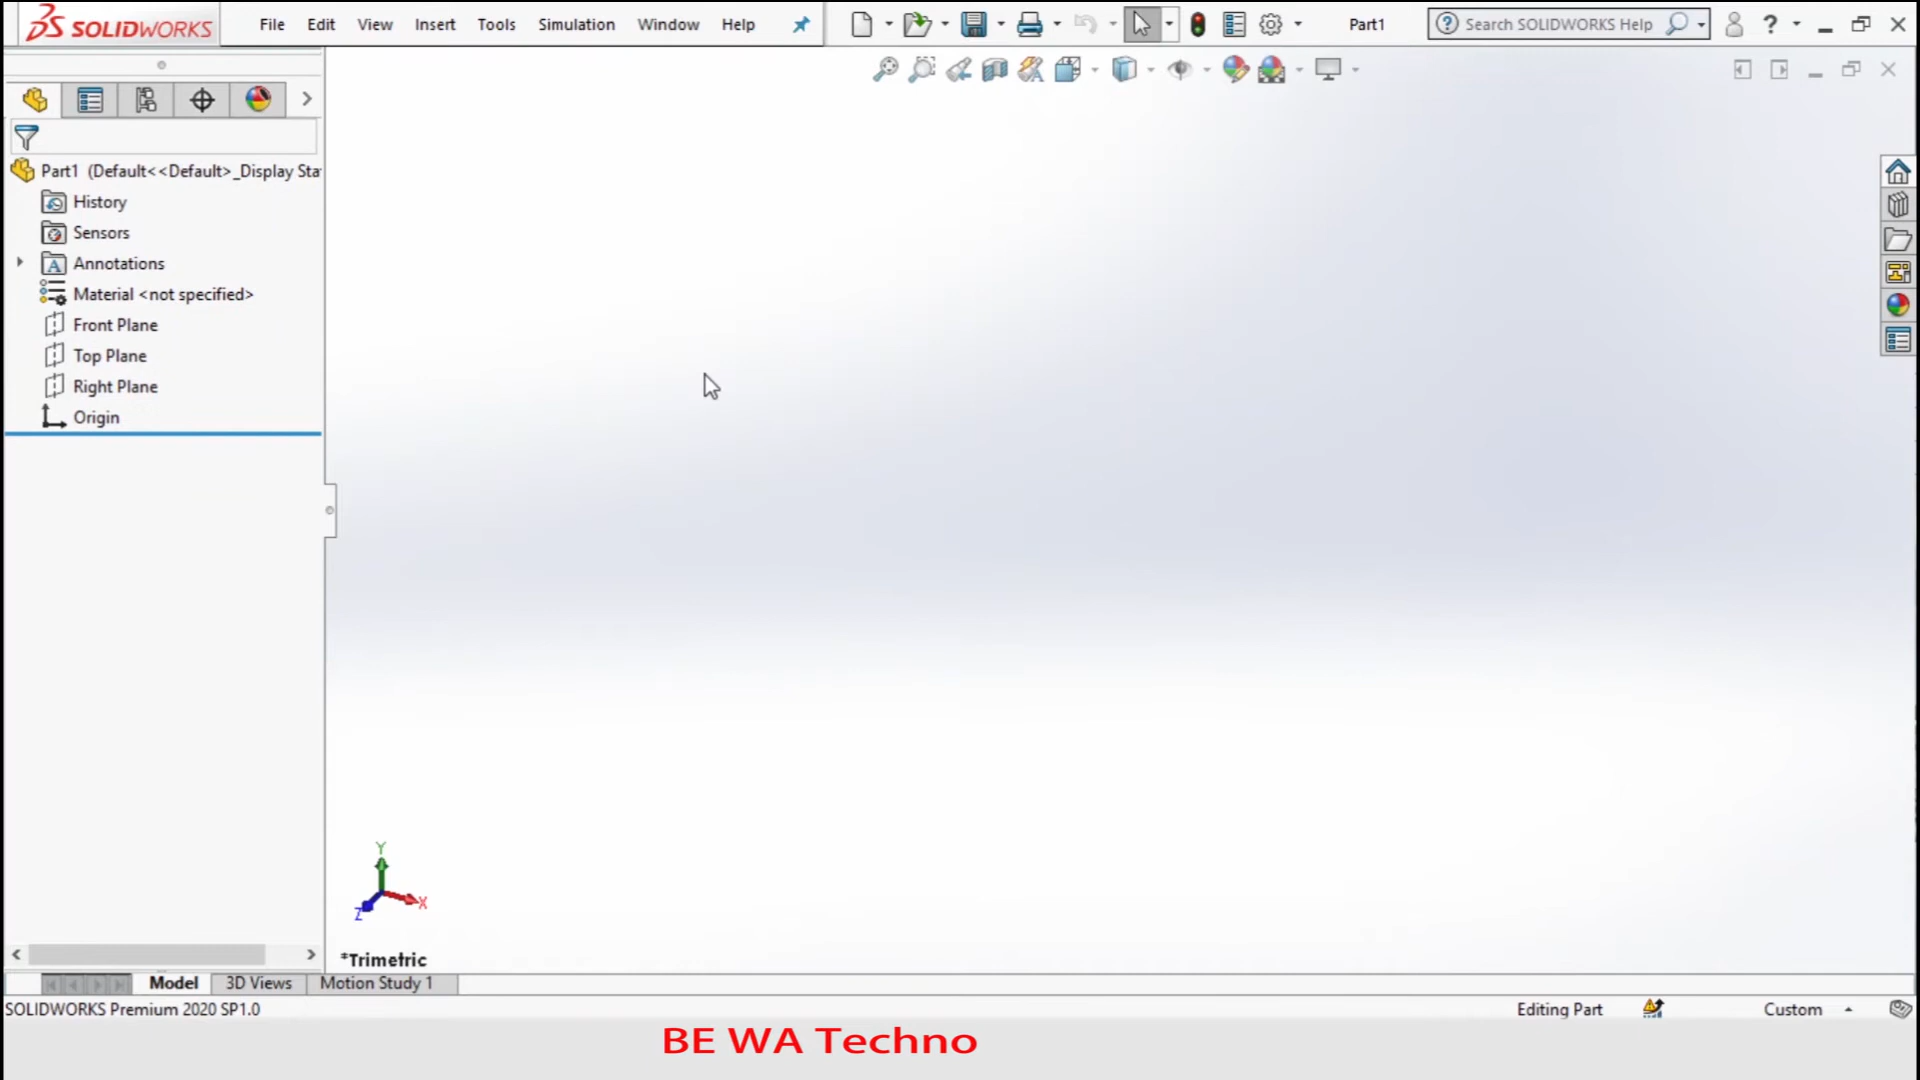 SOLIDWORKS File Edit View Insert Tools Simulation Window Help Part1 Search SOLIDWORKS Help
Part1 (Default<<Default>_Display Sta
History
Sensors
Annotations
Material <not specified>
Front Plane
Top Plane
Right Plane
Origin
Y
X
Z
*Trimetric
Model 3D Views Motion Study 1
SOLIDWORKS Premium 2020 SP1.0 Editing Part Custom
BE WA Techno